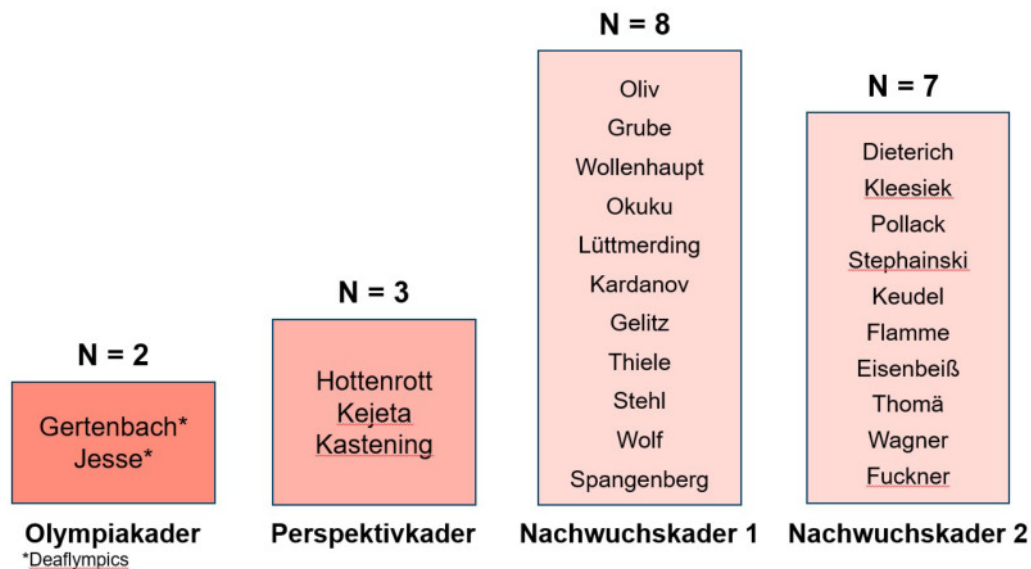 N = 2
Gertenbach*
Jesse*
Olympiakader
*Deaflympics
N = 3
Hottenrott
Kejeta
Kastening
Perspektivkader
N = 8
Oliv
Grube
Wollenhaupt
Okuku
Lüttmerding
Kardanov
Gelitz
Thiele
Stehl
Wolf
Spangenberg
Nachwuchskader 1
N = 7
Dieterich
Kleesiek
Pollack
Stephainski
Keudel
Flamme
Eisenbeiß
Thomä
Wagner
Fuckner
Nachwuchskader 2